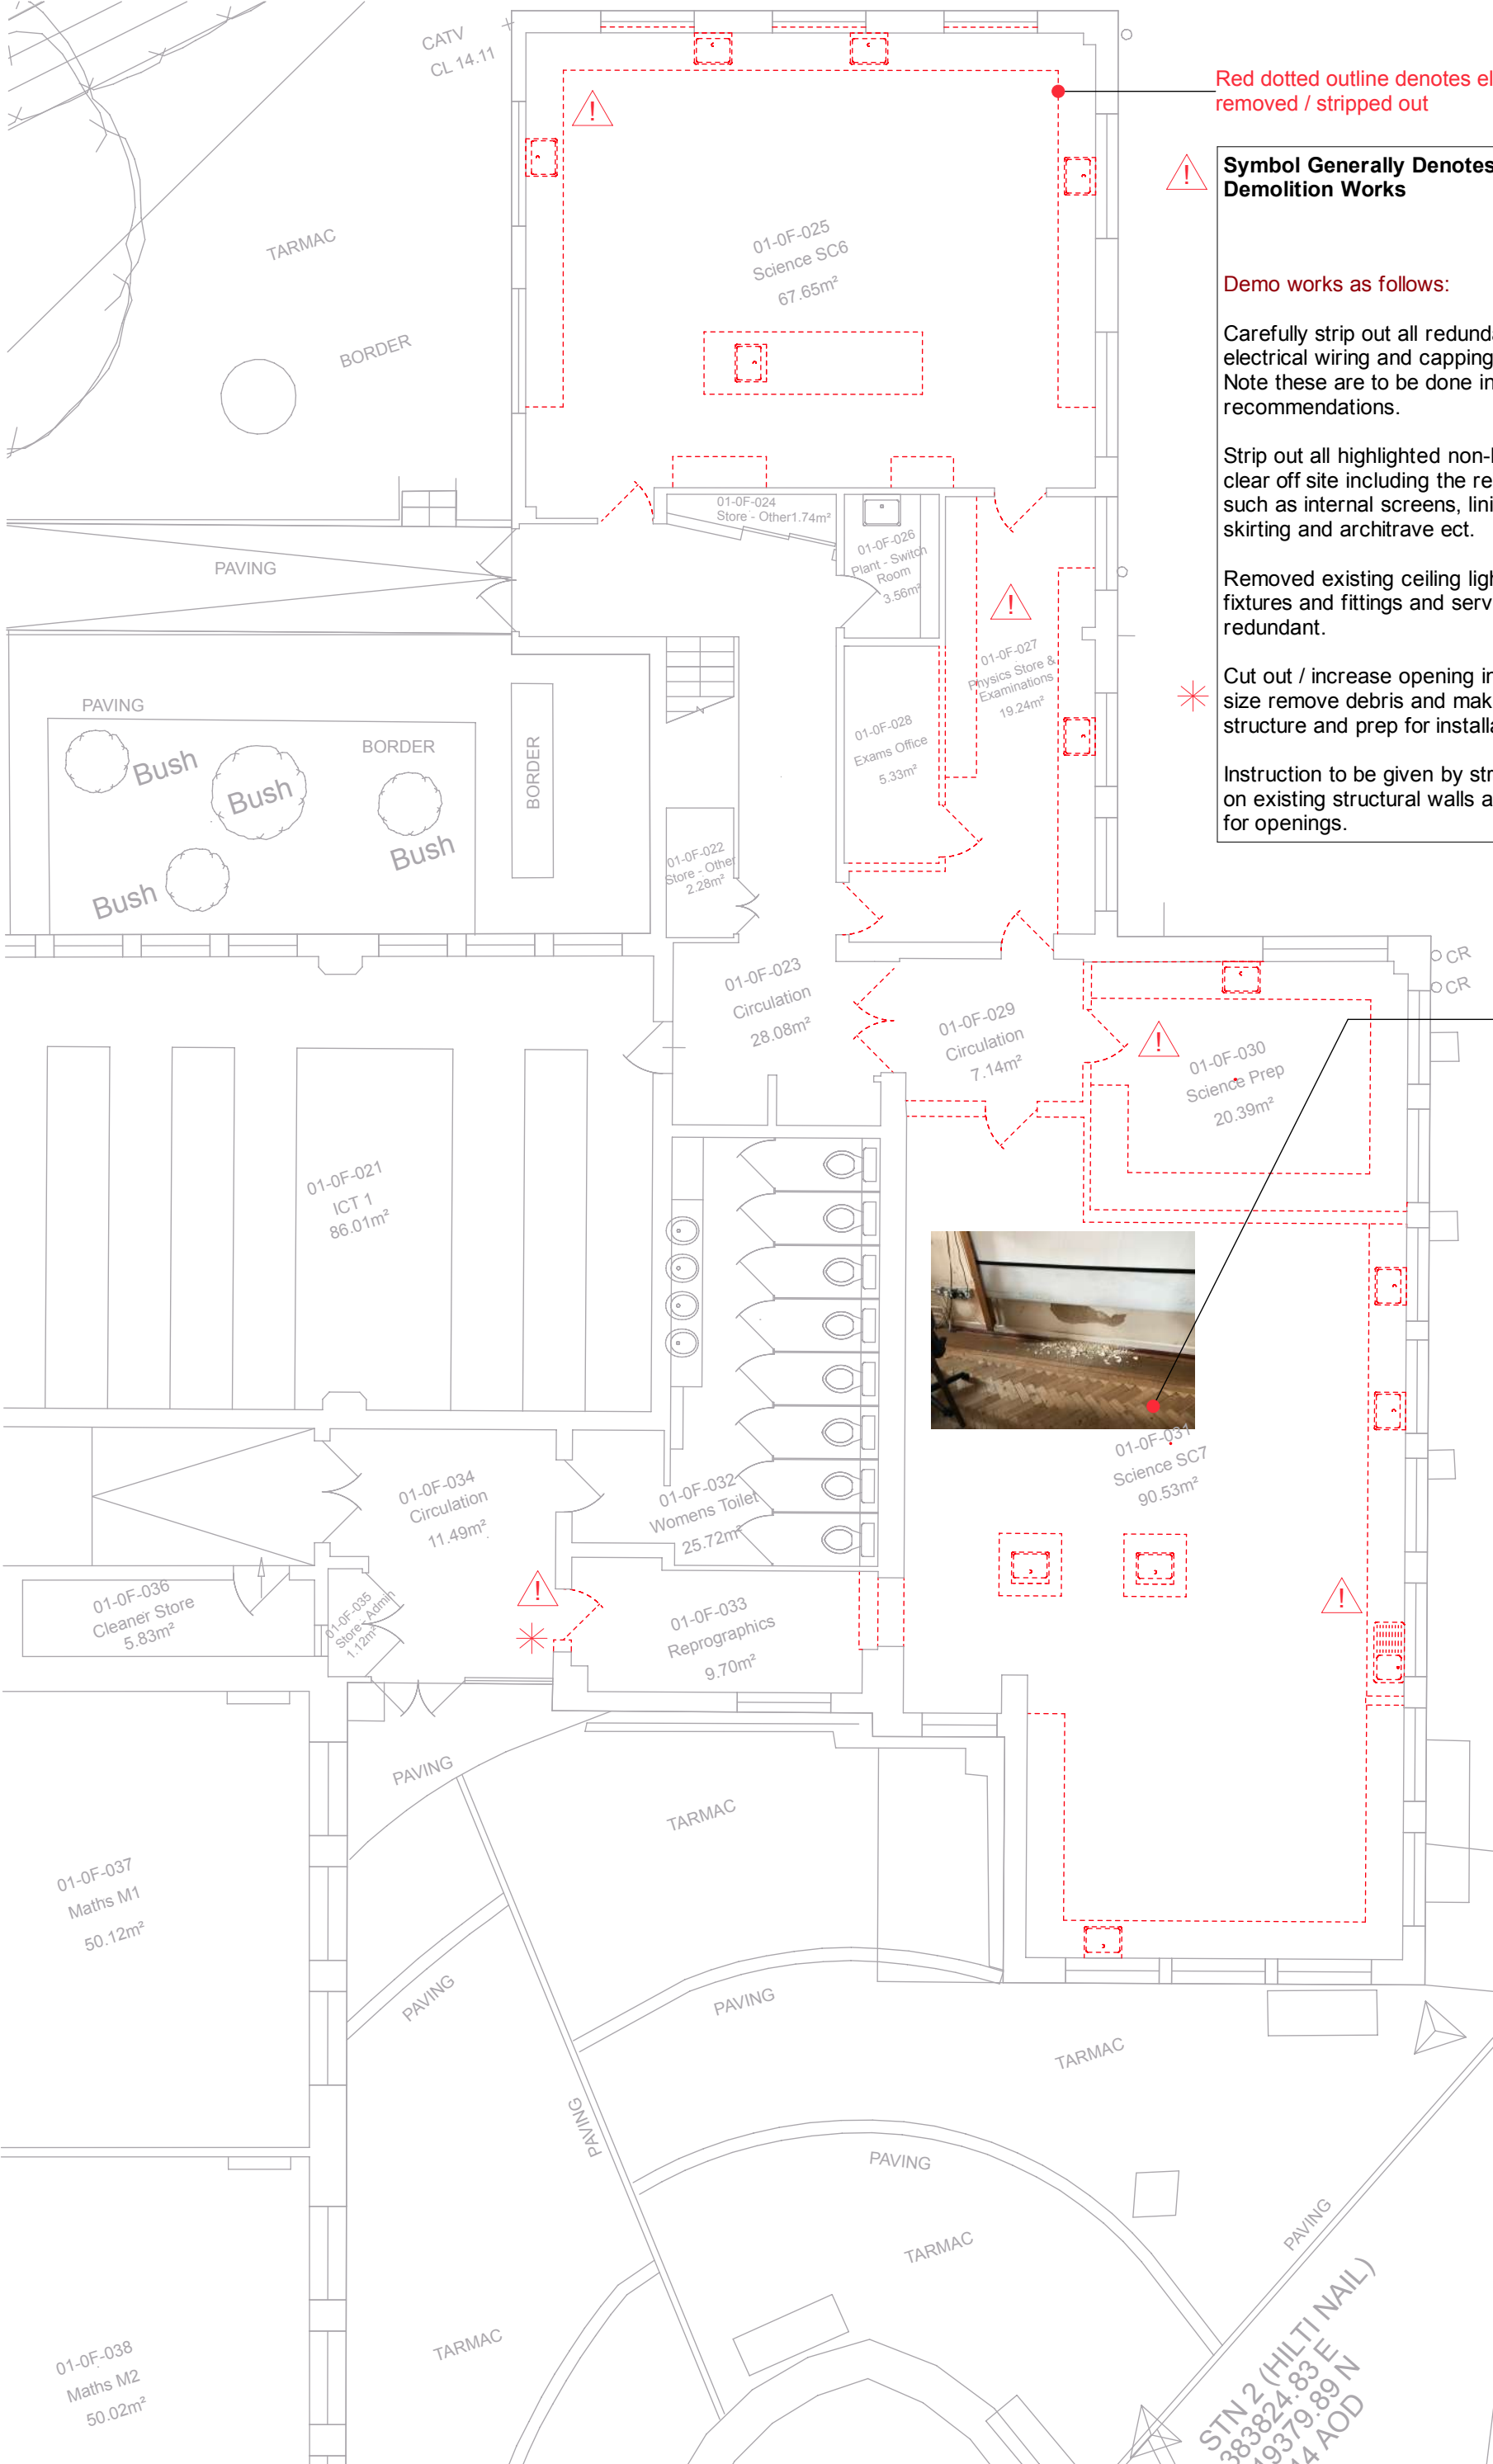 CATV
CL 14.11
Red dotted outline denotes
removed / stripped out
!
Symbol Generally Denotes
Demolition Works
Demo works as follows:
Carefully strip out all
electrical wiring and capping
Note these are to be done in
recommendations.
Strip out all highlighted
clear off site including the
such as internal screens,
skirting and architrave ect.
Removed existing ceiling
fixtures and fittings and
redundant.
Cut out / increase opening
size remove debris and
structure and prep for
Instruction to be given by
on existing structural walls
for openings.
!
01-0F-025
Science SC6
67.65m²
TARMAC
BORDER
01-0F-024
Store - Other1.74m²
01-0F-026
Plant - Switch
Room
3.56m²
PAVING
!
01-0F-027
Physics Store &
Examinations
19.24m²
01-0F-028
Exams Office
5.33m²
PAVING
BORDER
BORDER
Bush
Bush
Bush
Bush
01-0F-022
Store - Other
2.28m²
01-0F-023
Circulation
28.08m²
01-0F-029
Circulation
7.14m²
CR
CR
!
01-0F-030
Science Prep
20.39m²
01-0F-021
ICT 1
86.01m²
01-0F-031
Science SC7
90.53m²
01-0F-034
Circulation
11.49m²
01-0F-032
Womens Toilet
25.72m²
01-0F-036
Cleaner Store
5.83m²
01-0F-035
Store - Admin
1.12m²
!
01-0F-033
Reprographics
9.70m²
!
PAVING
TARMAC
01-0F-037
Maths M1
50.12m²
PAVING
PAVING
TARMAC
PAVING
PAVING
TARMAC
PAVING
01-0F-038
Maths M2
50.02m²
TARMAC
STN 2 (HILTI NAIL)
383824.83 E
19379.89 N
AOD